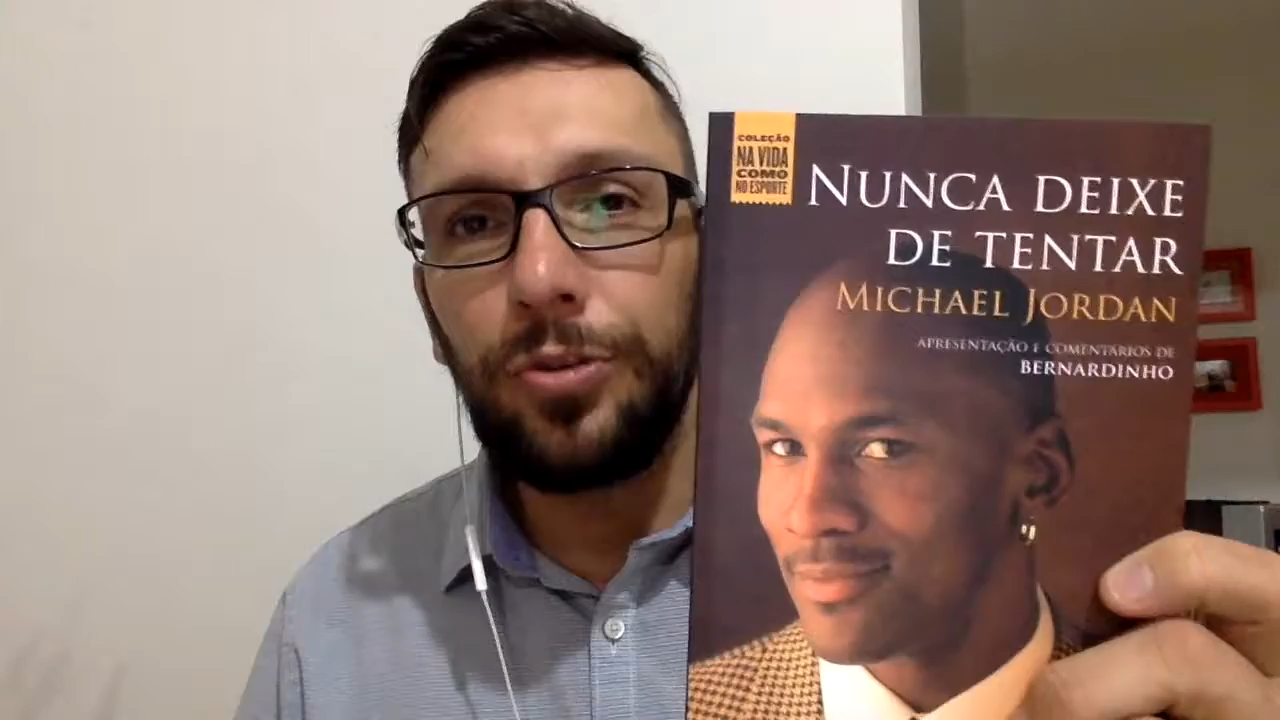 COLEÇÃO
NA VIDA
COMO
NO ESPORTE
NUNCA DEIXE
DE TENTAR
MICHAEL JORDAN
APRESENTAÇÃO E COMENTÁRIOS DE
BERNARDINHO